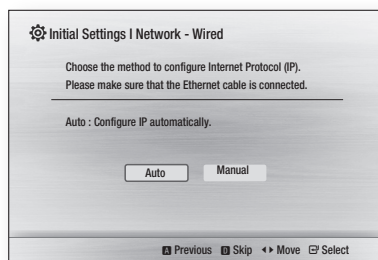 Initial Settings I Network - Wired
Choose the method to configure Internet Protocol (IP).
Please make sure that the Ethernet cable is connected.
Auto : Configure IP automatically.
Auto Manual
A Previous D Skip Move Select